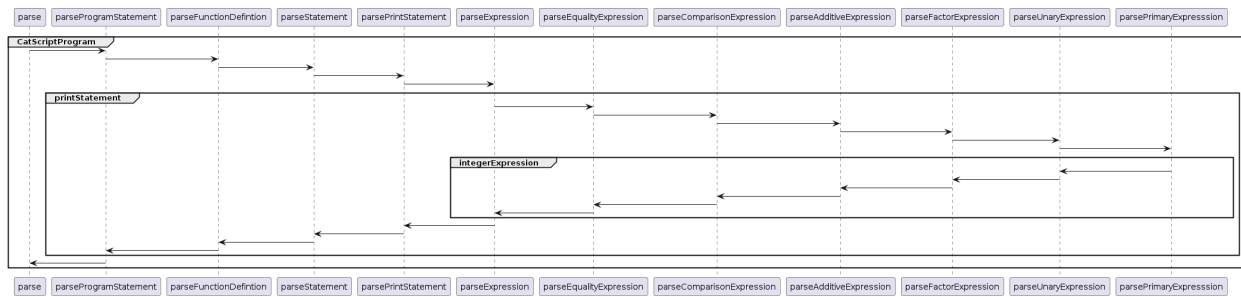 parse parseProgramStatement parseFunctionDefintion parseStatement parsePrintStatement parseExpression parseEqualityExpression parseComparisonExpression parseAdditiveExpression parseFactorExpression parseUnaryExpression parsePrimaryExpresssion
CatScriptProgram
printStatement
integerExpression
parse parseProgramStatement parseFunctionDefintion parseStatement parsePrintStatement parseExpression parseEqualityExpression parseComparisonExpression parseAdditiveExpression parseFactorExpression parseUnaryExpression parsePrimaryExpresssion